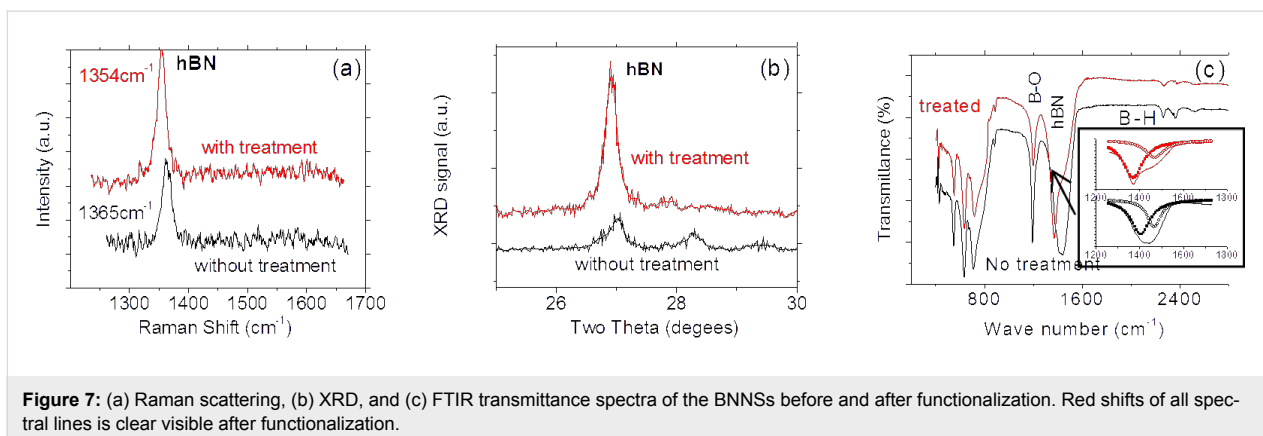 hBN
(a)
1354cm-1
with treatment
1365cm-1
without treatment
Intensity (a.u.)
1300 1400 1500 1600 1700
Raman Shift (cm-1)
hBN
(b)
with treatment
without treatment
XRD signal (a.u.)
26 28 30
Two Theta (degees)
(c)
treated
B-O
hBN
B-H
No treatment
Transmittance (%)
1200 1400 1600 1300
1200 1400 1600 1300
800 1600 2400
Wave number (cm-1)
Figure 7: (a) Raman scattering, (b) XRD, and (c) FTIR transmittance spectra of the BNNSs before and after functionalization. Red shifts of all spec-
tral lines is clear visible after functionalization.